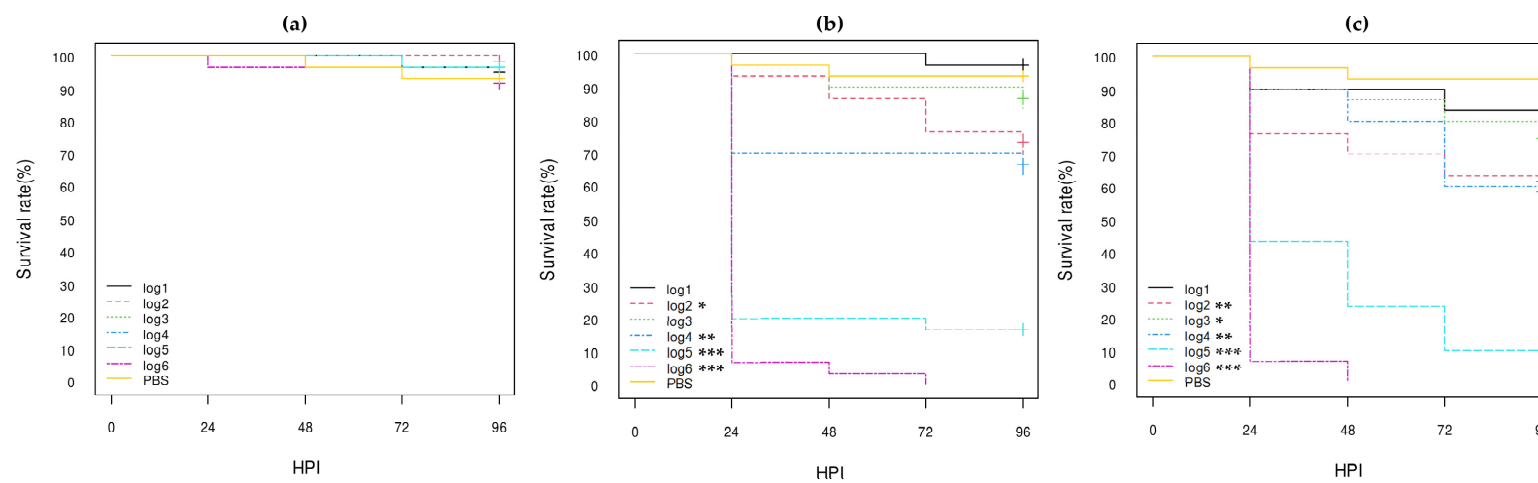 (a)
Survival rate(%)
100
90
80
70
60
50
40
30
20
10
0
log1
log2
log3
log4
log5
log6
PBS
0 24 48 72 96
HPI
(b)
Survival rate(%)
100
90
80
70
60
50
40
30
20
10
0
log1
log2 *
log3
log4 **
log5 ***
log6 ***
PBS
0 24 48 72 96
HPI
(c)
Survival rate(%)
100
90
80
70
60
50
40
30
20
10
0
log1
log2 **
log3 *
log4 **
log5 ***
log6 ***
PBS
0 24 48 72
HPI